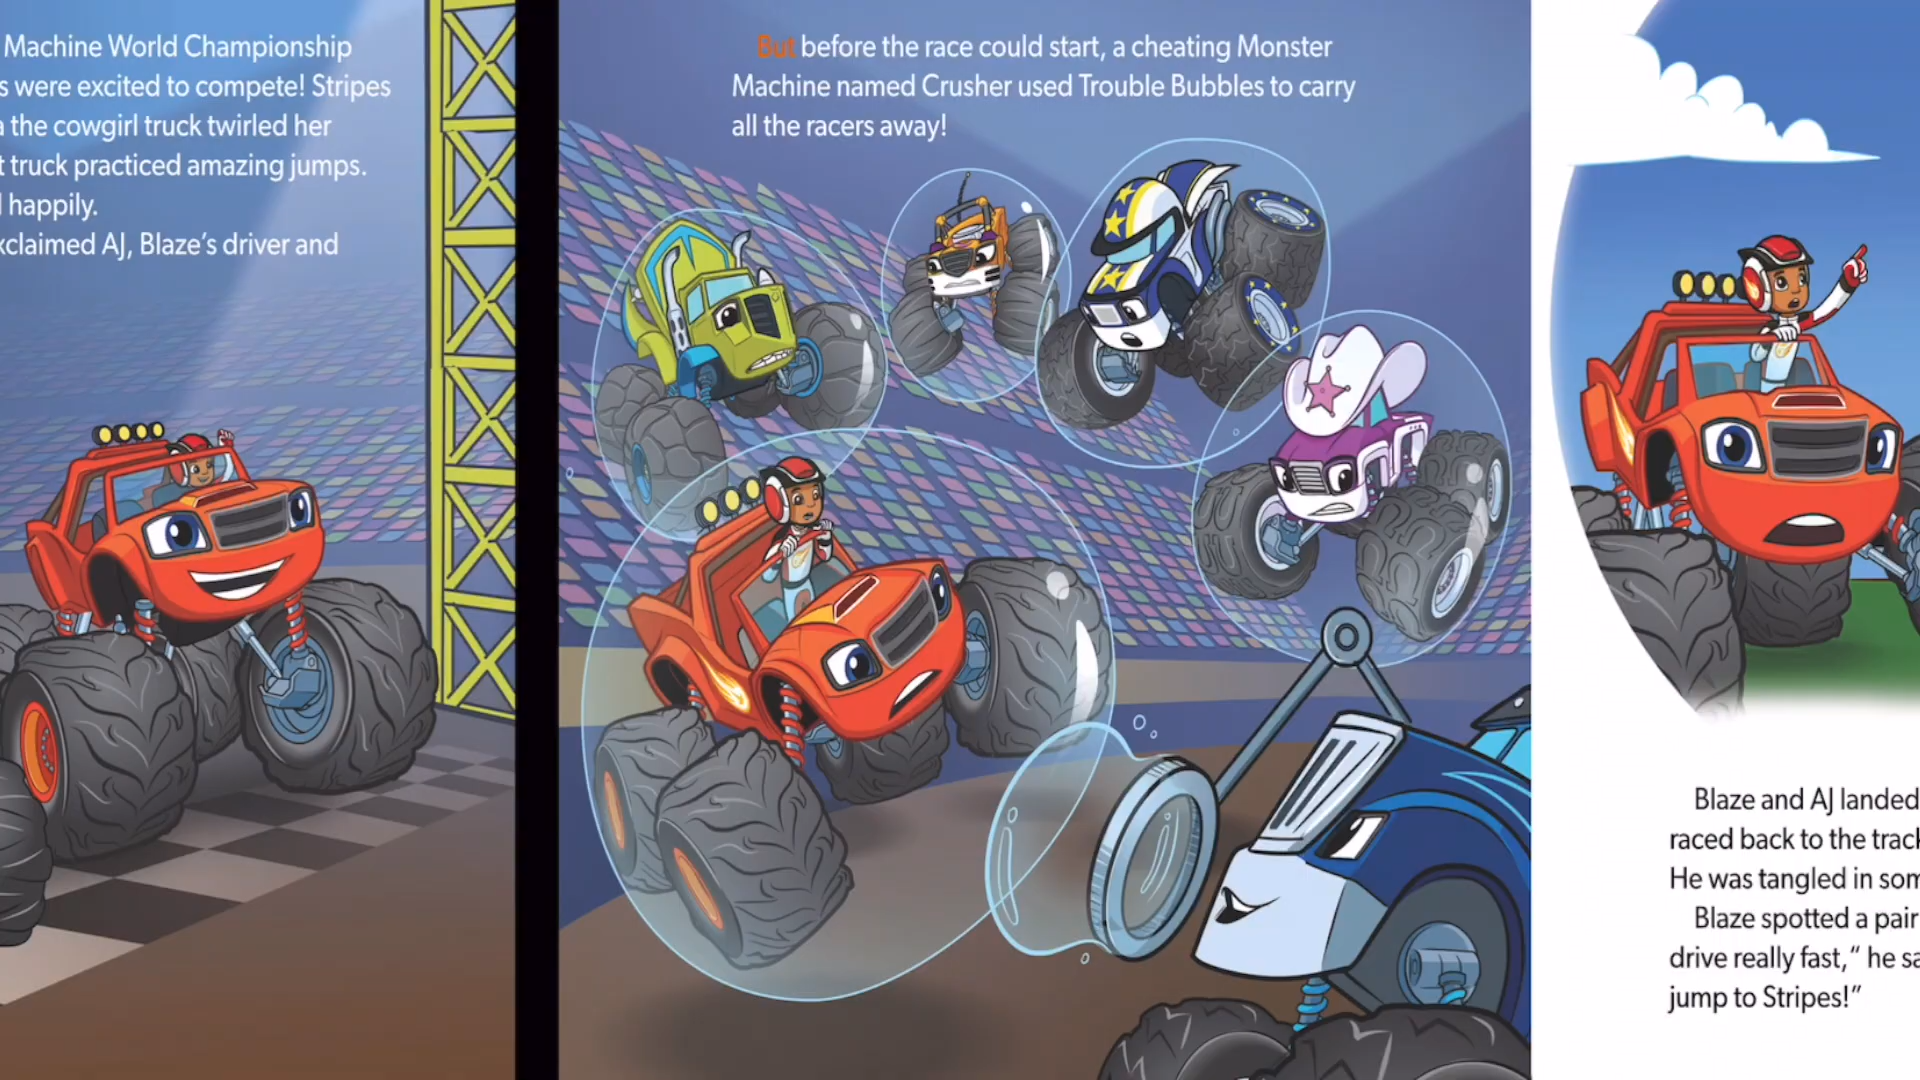 Machine World Championship
s were excited to compete! Stripes
a the cowgirl truck twirled her
t truck practiced amazing jumps.
happily.
xclaimed AJ, Blaze's driver and
But before the race could start, a cheating Monster
Machine named Crusher used Trouble Bubbles to carry
all the racers away!
Blaze and AJ landed
raced back to the track
He was tangled in som
Blaze spotted a pair
drive really fast,“ he sa
jump to Stripes!”